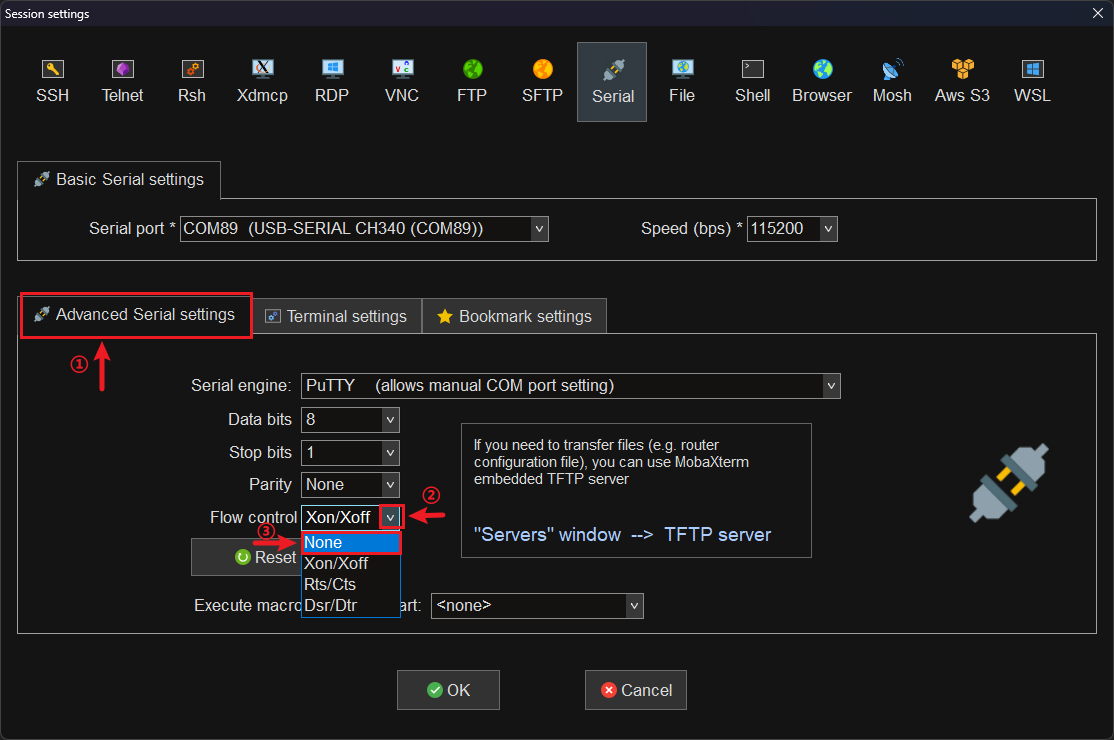 Session settings
SSH Telnet Rsh Xdmcp RDP VNC FTP SFTP Serial File Shell Browser Mosh Aws S3 WSL
Basic Serial settings
Serial port * COM89 (USB-SERIAL CH340 (COM89)) Speed (bps) * 115200
Advanced Serial settings Terminal settings Bookmark settings
①
Serial engine: PuTTY (allows manual COM port setting)
Data bits 8
Stop bits 1
Parity None
Flow control Xon/Xoff
②
③
None
Xon/Xoff
Rts/Cts
Dsr/Dtr
Reset
If you need to transfer files (e.g. router
configuration file), you can use MobaXterm
embedded TFTP server
"Servers" window --> TFTP server
Execute macro art: <none>
OK Cancel